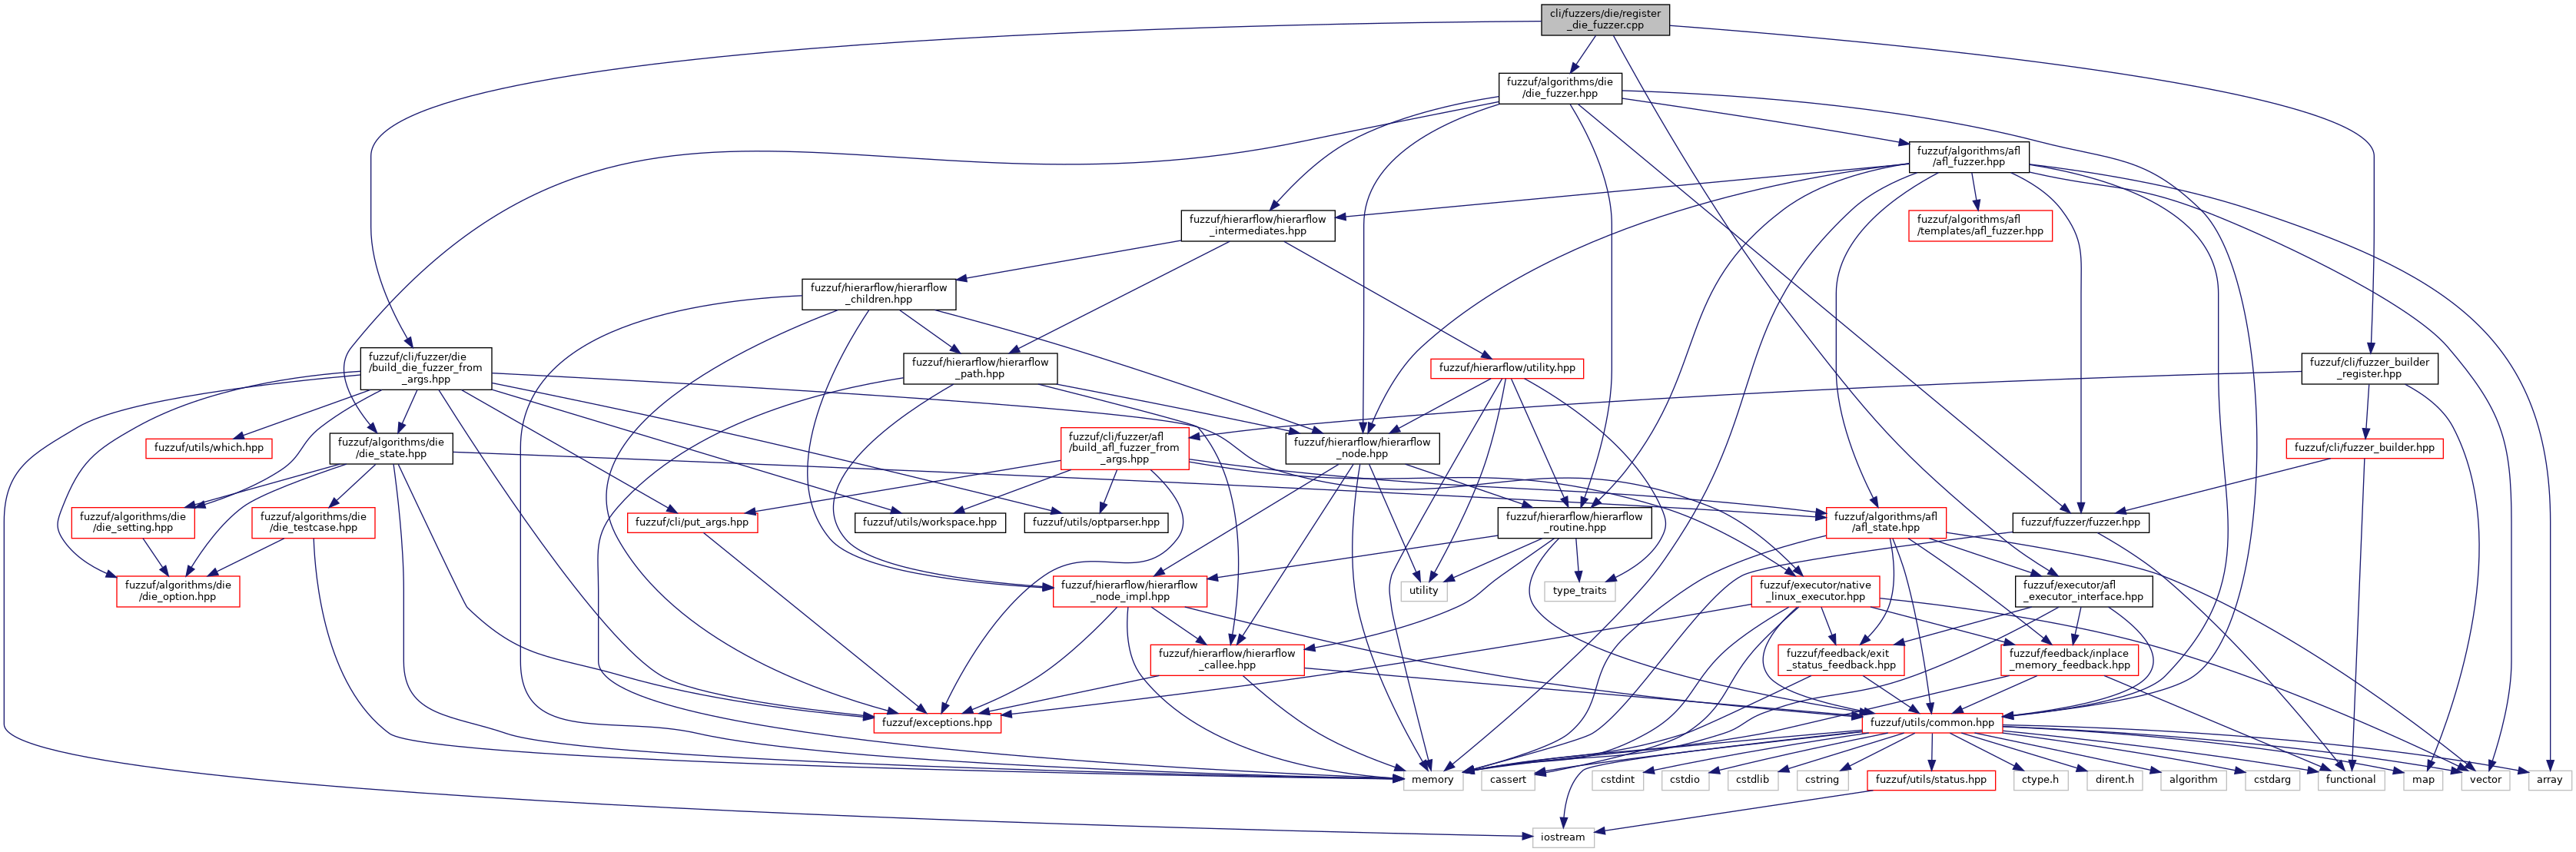 cli/fuzzers/die/register
_die_fuzzer.cpp
fuzzuf/algorithms/die
/die_fuzzer.hpp
fuzzuf/algorithms/afl
/afl_fuzzer.hpp
fuzzuf/hierarflow/hierarflow
_intermediates.hpp
fuzzuf/algorithms/afl
/templates/afl_fuzzer.hpp
fuzzuf/hierarflow/hierarflow
_children.hpp
fuzzuf/cli/fuzzer/die
/build_die_fuzzer_from
_args.hpp
fuzzuf/hierarflow/hierarflow
_path.hpp
fuzzuf/hierarflow/utility.hpp
fuzzuf/cli/fuzzer_builder
_register.hpp
fuzzuf/utils/which.hpp
fuzzuf/algorithms/die
/die_state.hpp
fuzzuf/cli/fuzzer/afl
/build_afl_fuzzer_from
_args.hpp
fuzzuf/hierarflow/hierarflow
_node.hpp
fuzzuf/cli/fuzzer_builder.hpp
fuzzuf/algorithms/die
/die_setting.hpp
fuzzuf/algorithms/die
/die_testcase.hpp
fuzzuf/cli/put_args.hpp
fuzzuf/utils/workspace.hpp
fuzzuf/utils/optparser.hpp
fuzzuf/hierarflow/hierarflow
_routine.hpp
fuzzuf/algorithms/afl
/afl_state.hpp
fuzzuf/fuzzer/fuzzer.hpp
fuzzuf/algorithms/die
/die_option.hpp
fuzzuf/hierarflow/hierarflow
_node_impl.hpp
utility
type_traits
fuzzuf/executor/native
_linux_executor.hpp
fuzzuf/executor/afl
_executor_interface.hpp
fuzzuf/hierarflow/hierarflow
_callee.hpp
fuzzuf/feedback/exit
_status_feedback.hpp
fuzzuf/feedback/inplace
_memory_feedback.hpp
fuzzuf/exceptions.hpp
fuzzuf/utils/common.hpp
memory
cassert
cstdint
cstdio
cstdlib
cstring
fuzzuf/utils/status.hpp
ctype.h
dirent.h
algorithm
cstdarg
functional
map
vector
array
iostream